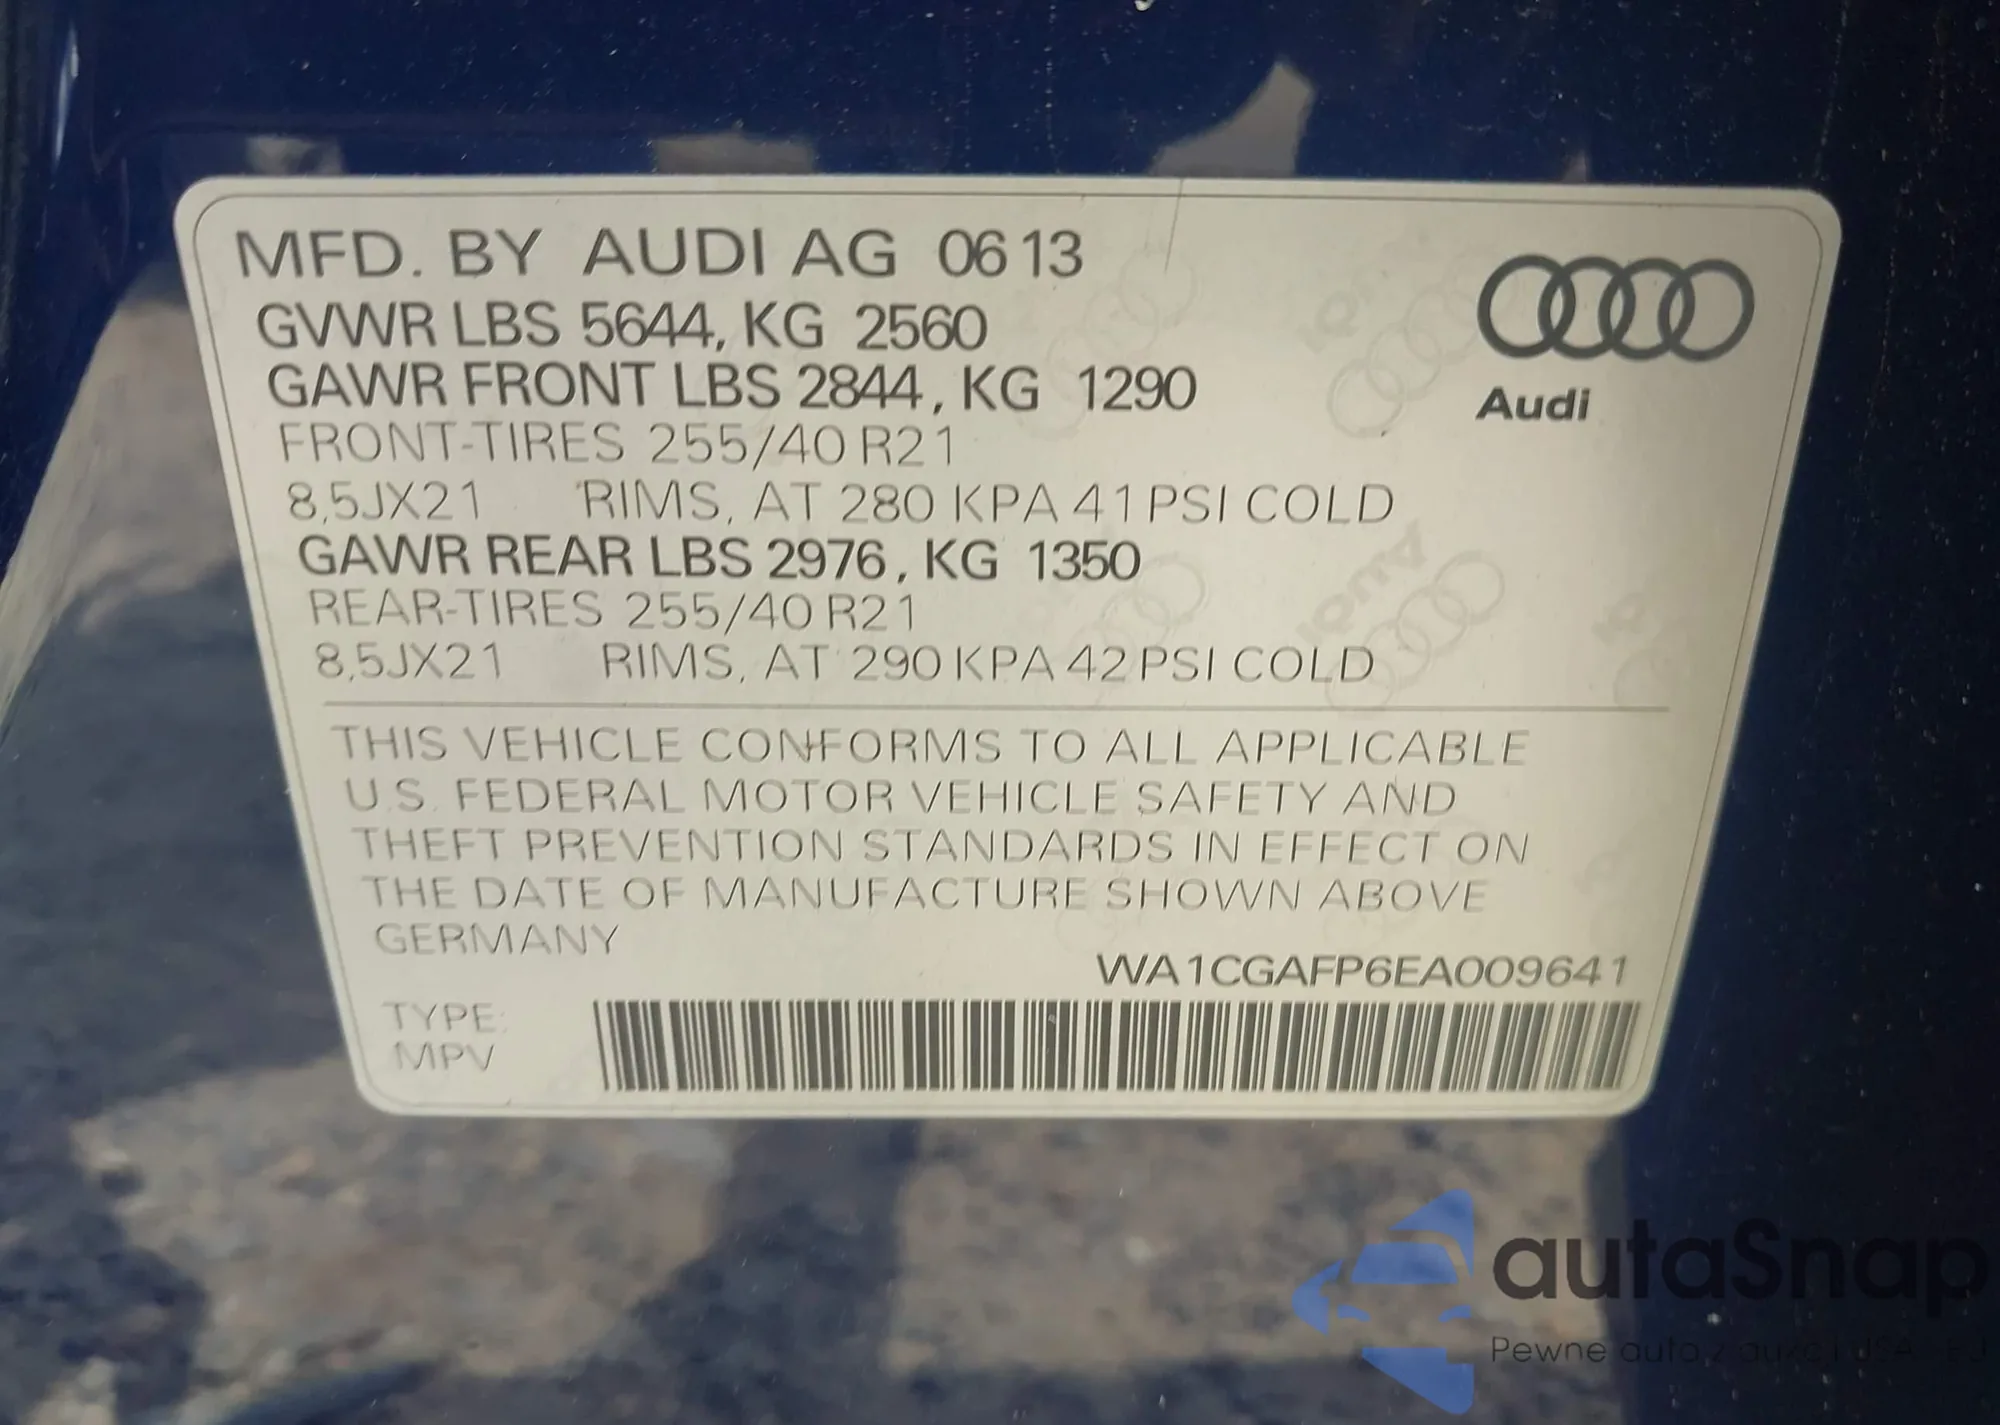 MFD. BY AUDI AG 06 13
GVWR LBS 5644, KG 2560
GAWR FRONT LBS 2844, KG 1290
FRONT-TIRES 255/40 R21
8,5JX21 RIMS, AT 280 KPA 41 PSI COLD
GAWR REAR LBS 2976, KG 1350
REAR-TIRES 255/40 R21
8,5JX21 RIMS, AT 290 KPA 42 PSI COLD
Audi
THIS VEHICLE CONFORMS TO ALL APPLICABLE
U.S. FEDERAL MOTOR VEHICLE SAFETY AND
THEFT PREVENTION STANDARDS IN EFFECT ON
THE DATE OF MANUFACTURE SHOWN ABOVE
GERMANY
WA1CGAFP6EA009641
TYPE:
MPV
autaSnap
Pewne auta z